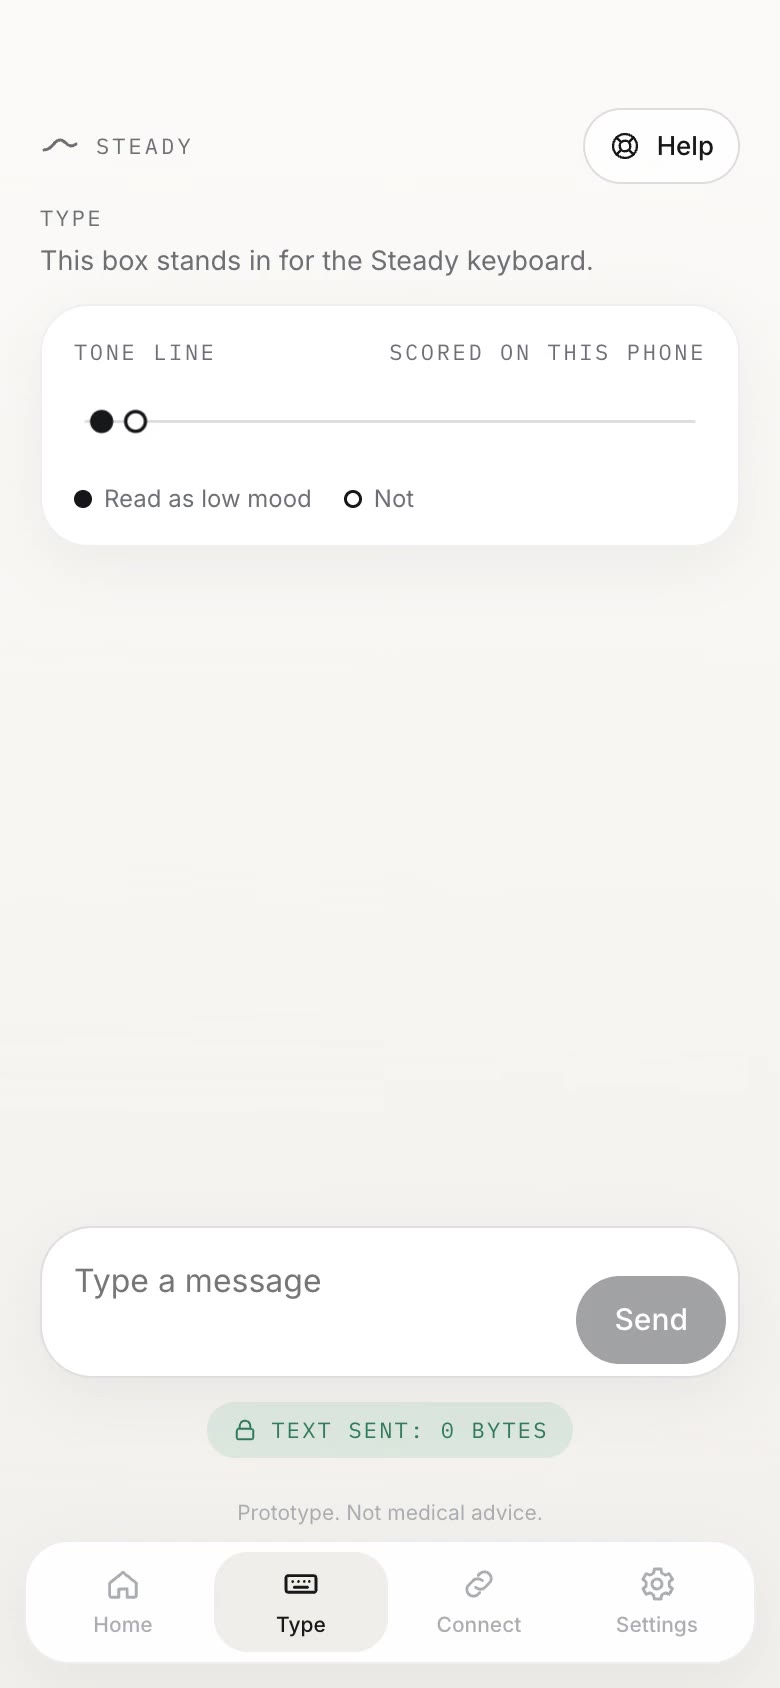 STEADY
Help
TYPE
This box stands in for the Steady keyboard.
TONE LINE SCORED ON THIS PHONE
Read as low mood Not
Type a message
Send
TEXT SENT: 0 BYTES
Prototype. Not medical advice.
Home Type Connect Settings